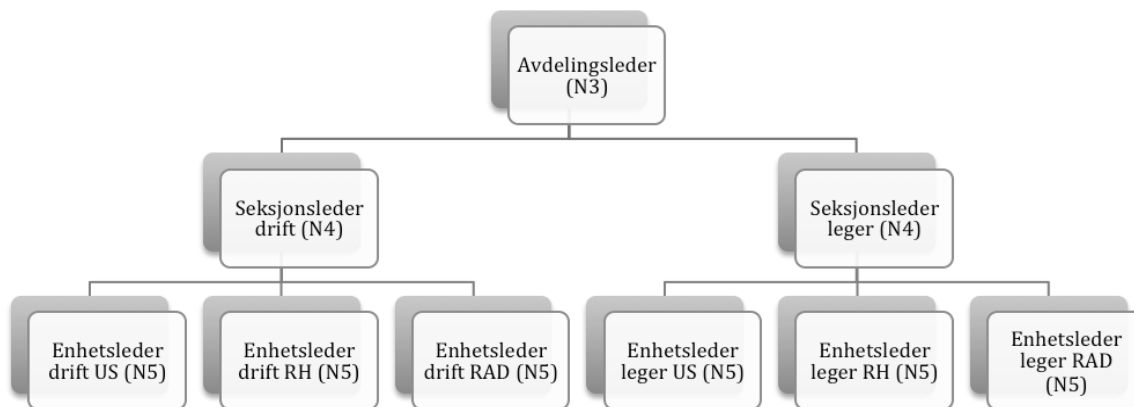 Avdelingsleder
(N3)
Seksjonsleder
drift (N4)
Seksjonsleder
leger (N4)
Enhetsleder
drift US (N5)
Enhetsleder
drift RH (N5)
Enhetsleder
drift RAD (N5)
Enhetsleder
leger US (N5)
Enhetsleder
leger RH (N5)
Enhetsleder
leger RAD
(N5)